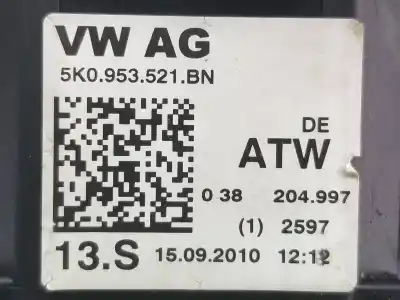 VW AG
5K0.953.521.BN
DE
ATW
0 38 204.997
(1) 2597
13.S 15.09.2010 12:12